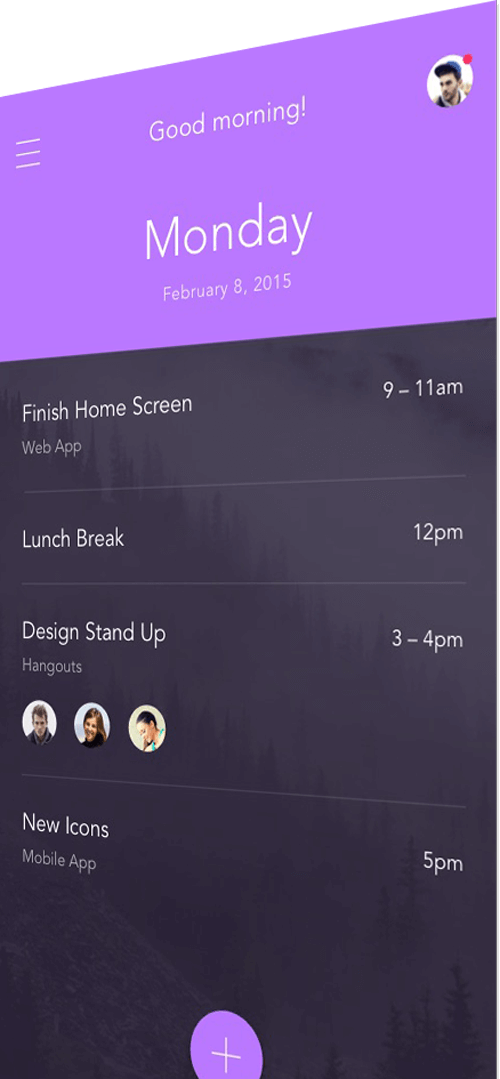 Good morning!
Monday
February 8, 2015
Finish Home Screen
9 – 11am
Web App
Lunch Break
12pm
Design Stand Up
3 – 4pm
Hangouts
New Icons
Mobile App
5pm